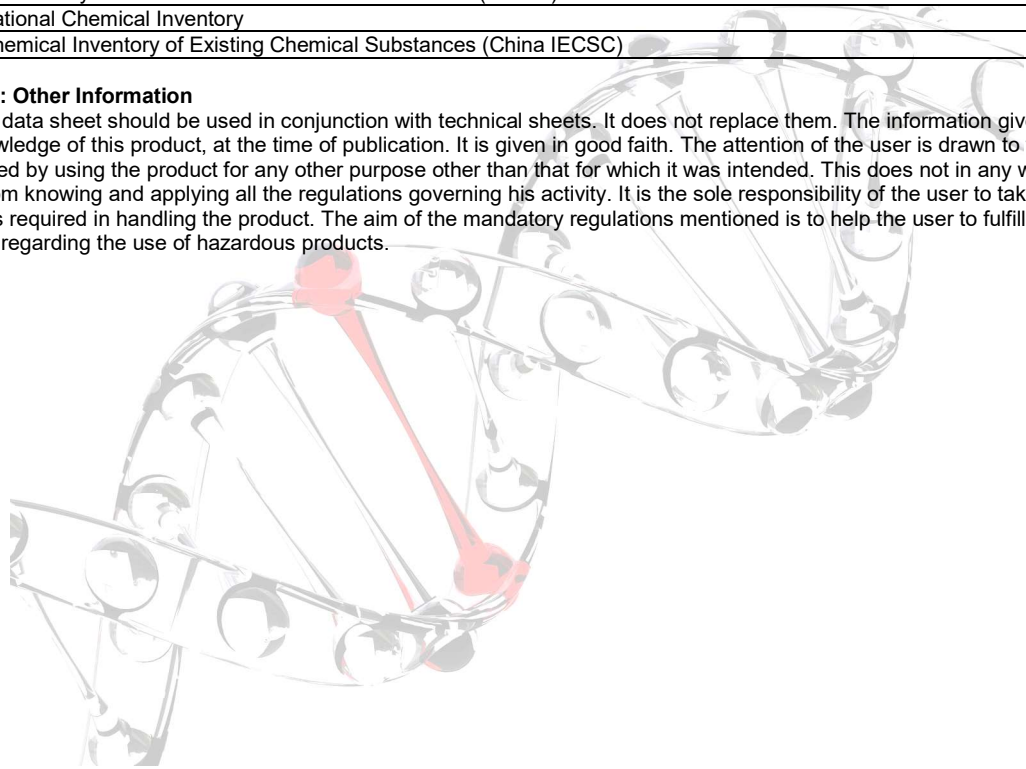 ational Chemical Inventory
hemical Inventory of Existing Chemical Substances (China IECSC)
: Other Information
data sheet should be used in conjunction with technical sheets. It does not replace them. The information giv
wledge of this product, at the time of publication. It is given in good faith. The attention of the user is drawn to
ed by using the product for any other purpose other than that for which it was intended. This does not in any w
om knowing and applying all the regulations governing his activity. It is the sole responsibility of the user to tak
s required in handling the product. The aim of the mandatory regulations mentioned is to help the user to fulfill
regarding the use of hazardous products.